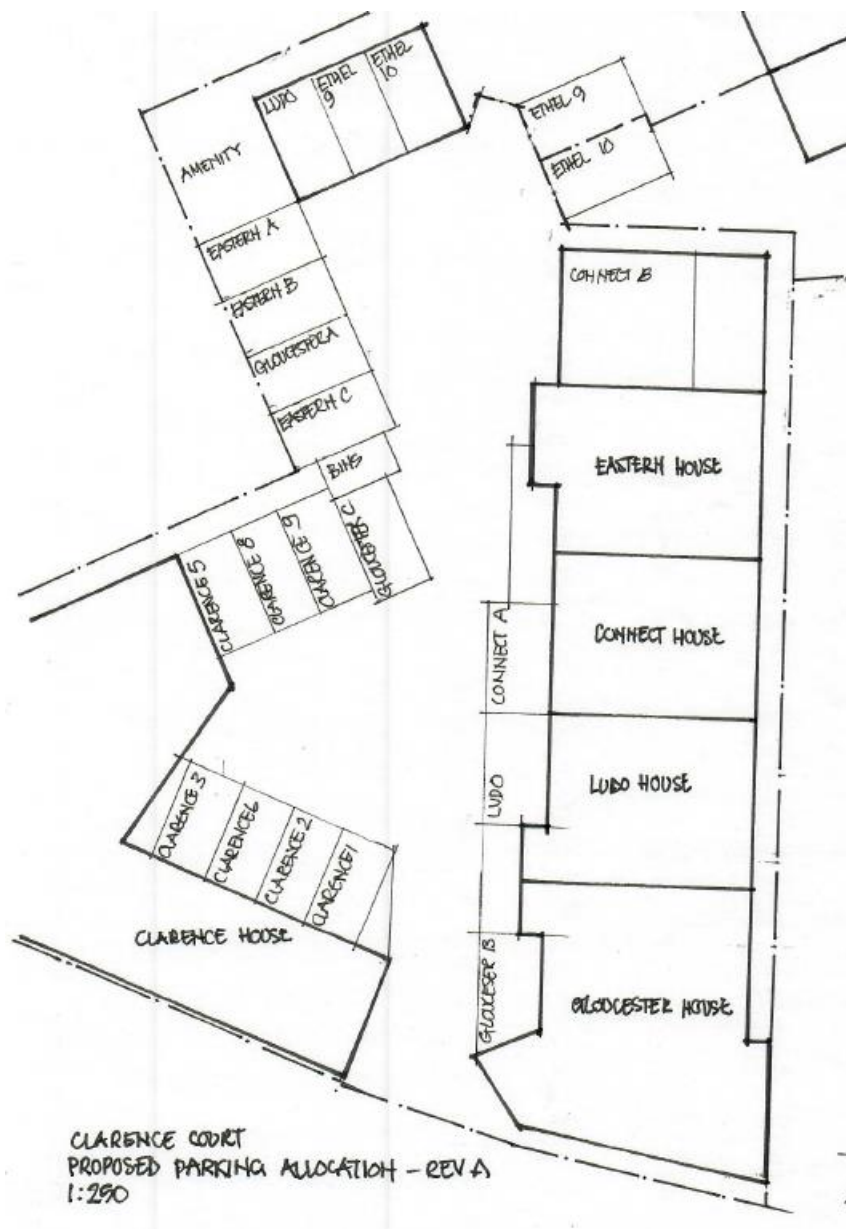 LUDO
ETHEL
9
ETHEL
10
ETHEL 9
ETHEL 10
AMENITY
EASTERN A
EASTERN B
GLOUCESTER A
EASTERN C
BINS
CONNECT B
EASTERN HOUSE
CLARENCE 5
CLARENCE 8
CLARENCE 9
GLOUCESTER C
CONNECT A
CONNECT HOUSE
LUDO
LUDO HOUSE
CLARENCE 3
CLARENCE 6
CLARENCE 2
CLARENCE 1
CLARENCE HOUSE
GLOUCESER B
GLOUCESTER HOUSE
CLARENCE COURT
PROPOSED PARKING ALLOCATION - REV A
1:250